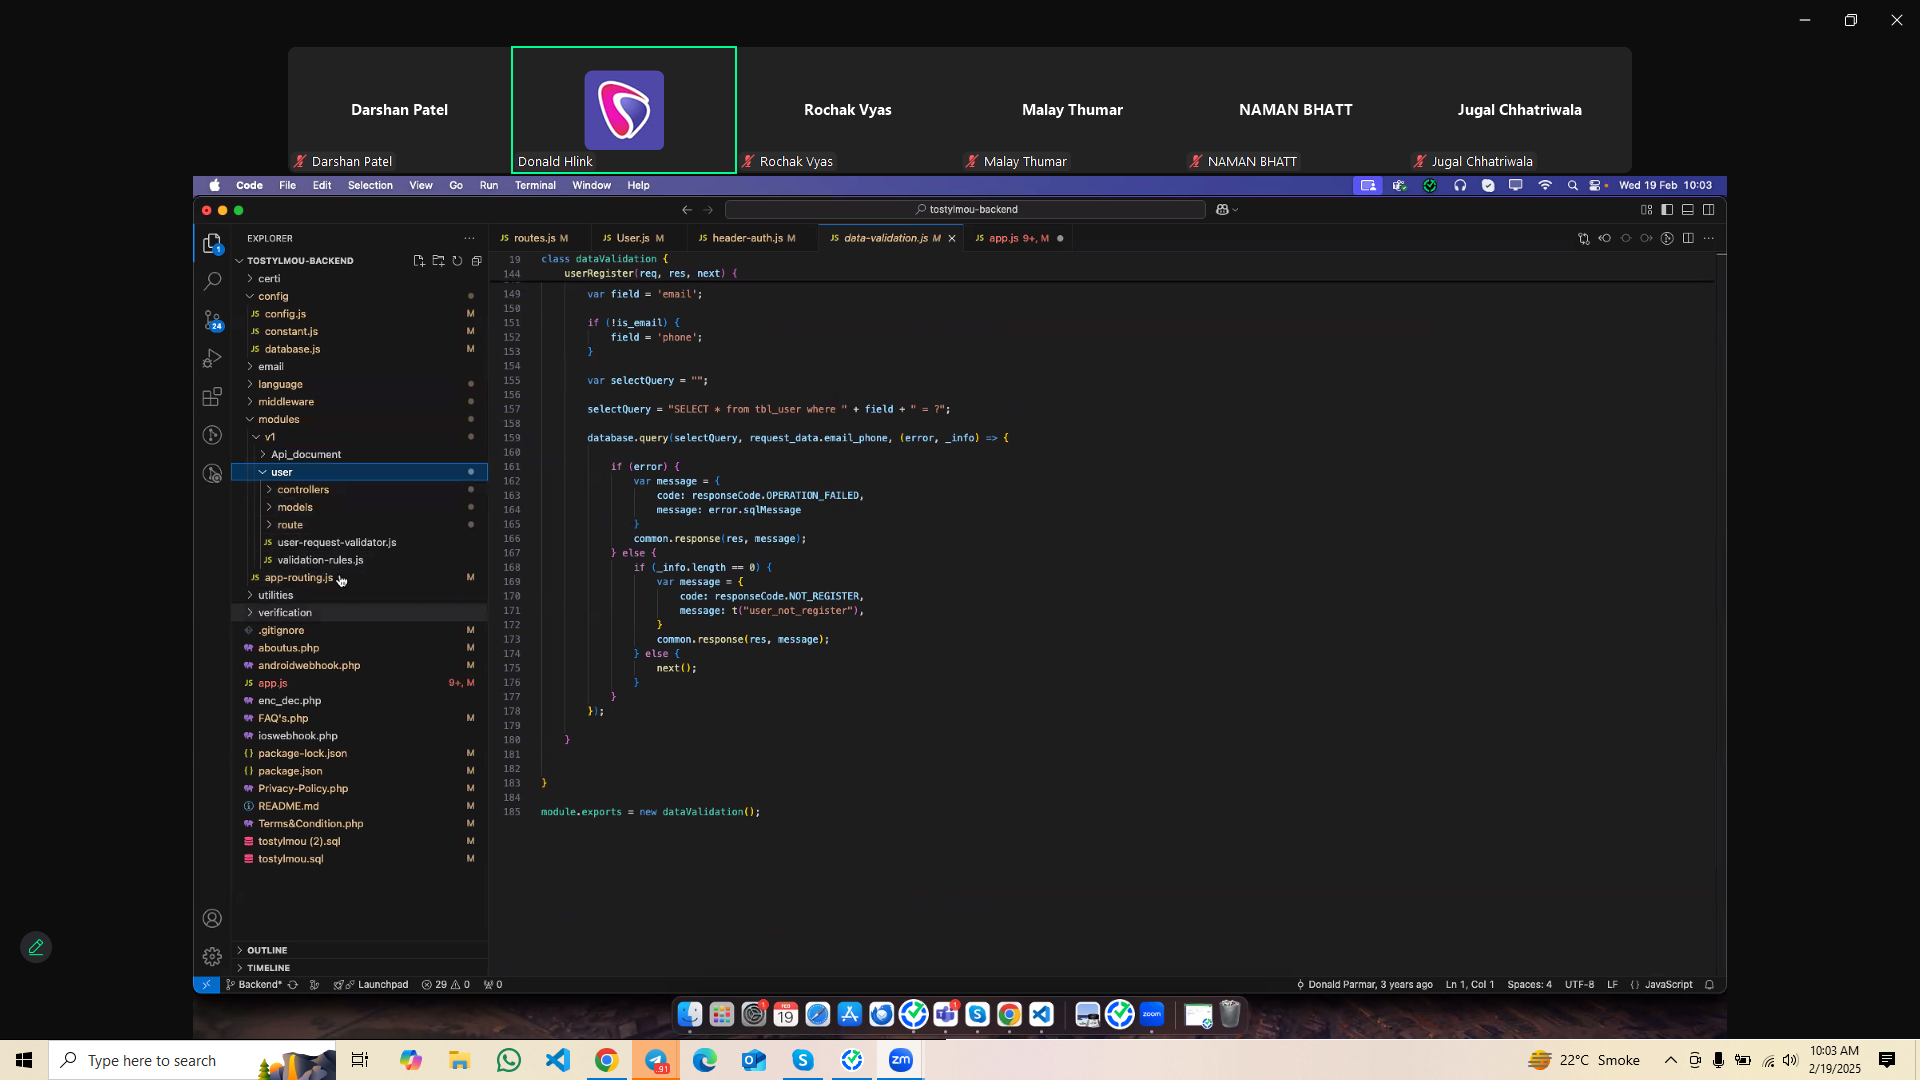 Darshan Patel
Rochak Vyas
Malay Thumar
NAMAN BHATT
Jugal Chhatriwala
Darshan Patel
Donald Hlink
Rochak Vyas
Malay Thumar
NAMAN BHATT
Jugal Chhatriwala
Code File Edit Selection View Go Run Terminal Window Help
Wed 19 Feb 10:03
tostylmou-backend
EXPLORER
routes.js M
User.js M
header-auth.js M
data-validation.js M
app.js 9+, M
TOSTYLMOU-BACKEND
certi
config
config.js M
constant.js M
database.js M
email
language
middleware
modules
v1
Api_document
user
controllers
models
route
user-request-validator.js
validation-rules.js
app-routing.js M
utilities
verification
.gitignore M
aboutus.php M
androidwebhook.php M
app.js 9+, M
enc_dec.php
FAQ's.php M
ioswebhook.php
package-lock.json M
package.json M
Privacy-Policy.php M
README.md M
Terms&Condition.php M
tostylmou (2).sql M
tostylmou.sql M
OUTLINE
TIMELINE
19 class dataValidation {
144 userRegister(req, res, next) {
149 var field = 'email';
150
151 if (!is_email) {
152 field = 'phone';
153 }
154
155 var selectQuery = "";
156
157 selectQuery = "SELECT * from tbl_user where " + field + " = ?";
158
159 database.query(selectQuery, request_data.email_phone, (error, _info) => {
160
161 if (error) {
162 var message = {
163 code: responseCode.OPERATION_FAILED,
164 message: error.sqlMessage
165 }
166 common.response(res, message);
167 } else {
168 if (_info.length == 0) {
169 var message = {
170 code: responseCode.NOT_REGISTER,
171 message: t("user_not_register"),
172 }
173 common.response(res, message);
174 } else {
175 next();
176 }
177 }
178 });
179
180 }
181
182
183 }
184
185 module.exports = new dataValidation();
Backend* Launchpad 29 0 0
Donald Parmar, 3 years ago Ln 1, Col 1 Spaces: 4 UTF-8 LF {} JavaScript
FEB
19
zoom
Type here to search
.91
zm
22°C Smoke
10:03 AM
2/19/2025